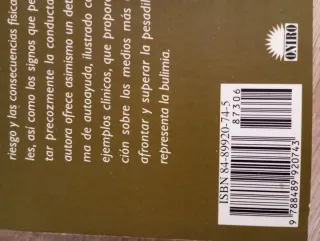 riesgo y las consecuencias físicas
les, así como los signos que pe
tar precozmente la conducta
autora ofrece asimismo un det
ma de autoayuda, ilustrado co
ejemplos clínicos, que propor
ción sobre los medios más
afrontar y superar la pesadil
representa la bulimia.
ONIRO
ISBN 84-89920-74-5
87306
9 788489 920743